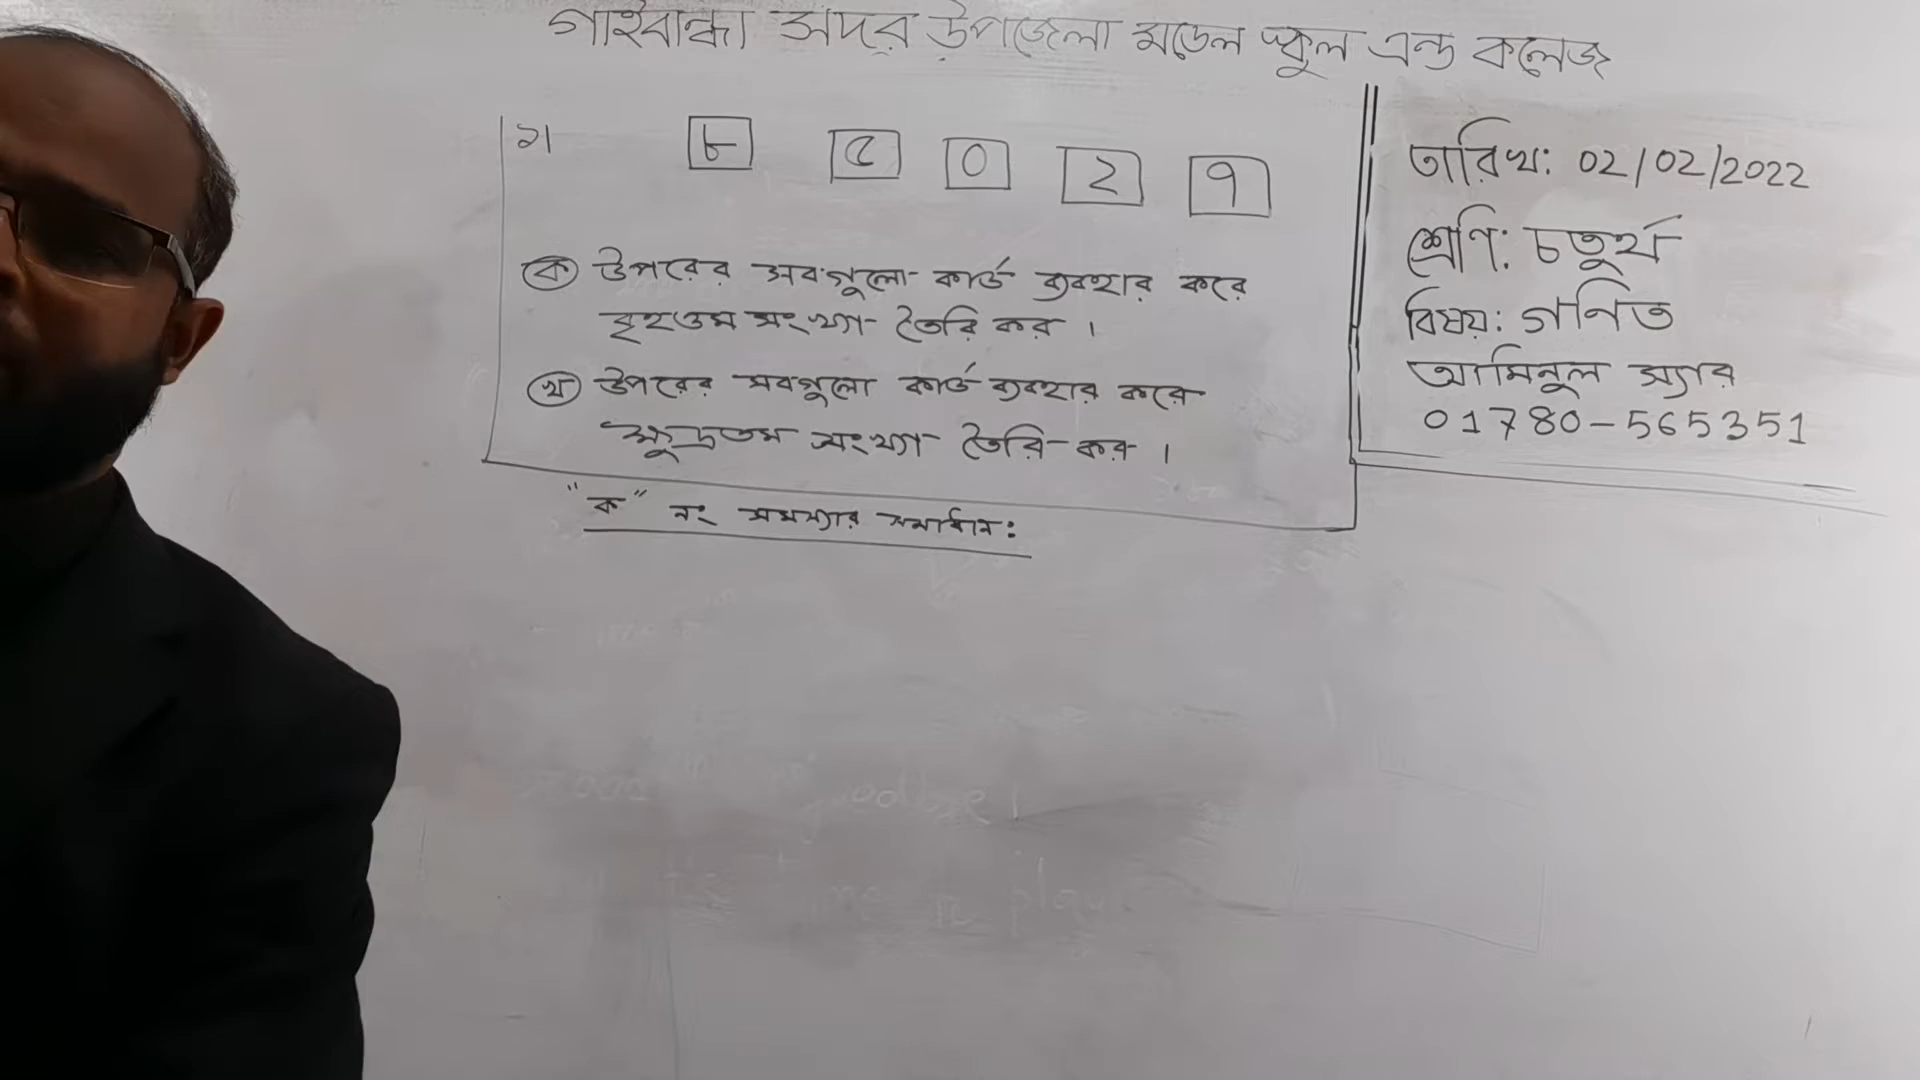 গাইবান্ধা সদর উপজেলা মডেল স্কুল এন্ড কলেজ
১। ৮ ৫ ০ ২ ৭
ক উপরের সবগুলো কার্ড ব্যবহার করে
বৃহত্তম সংখ্যা তৈরি কর ।
খ উপরের সবগুলো কার্ড ব্যবহার করে
ক্ষুদ্রতম সংখ্যা তৈরি কর ।
"ক" নং সমস্যার সমাধান:
তারিখ: 02/02/2022
শ্রেণি: চতুর্থ
বিষয়: গণিত
আমিনুল স্যার
01780-565351